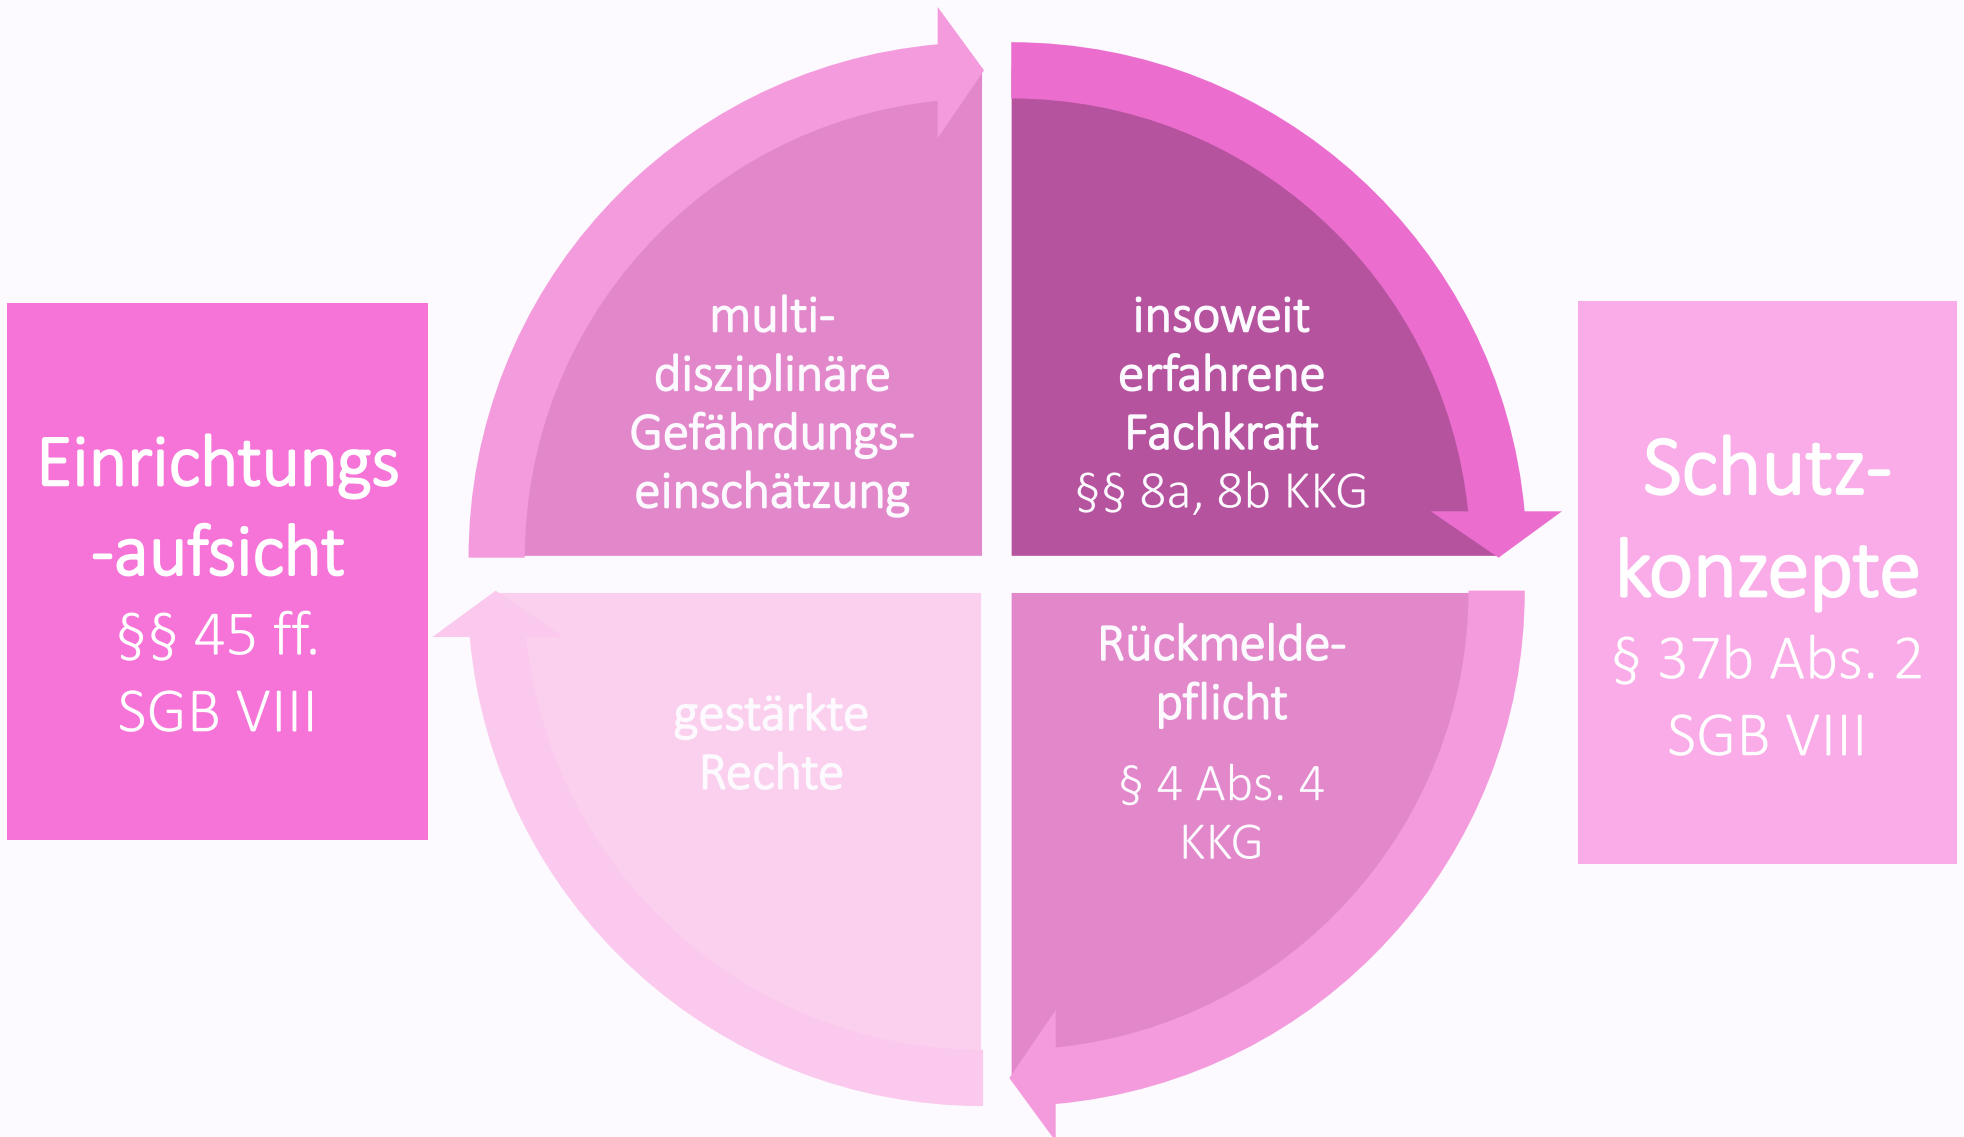 Einrichtungs
-aufsicht
§§ 45 ff.
SGB VIII
multi-
disziplinäre
Gefährdungs-
einschätzung
insoweit
erfahrene
Fachkraft
§§ 8a, 8b KKG
gestärkte
Rechte
Rückmelde-
pflicht
§ 4 Abs. 4
KKG
Schutz-
konzepte
§ 37b Abs. 2
SGB VIII